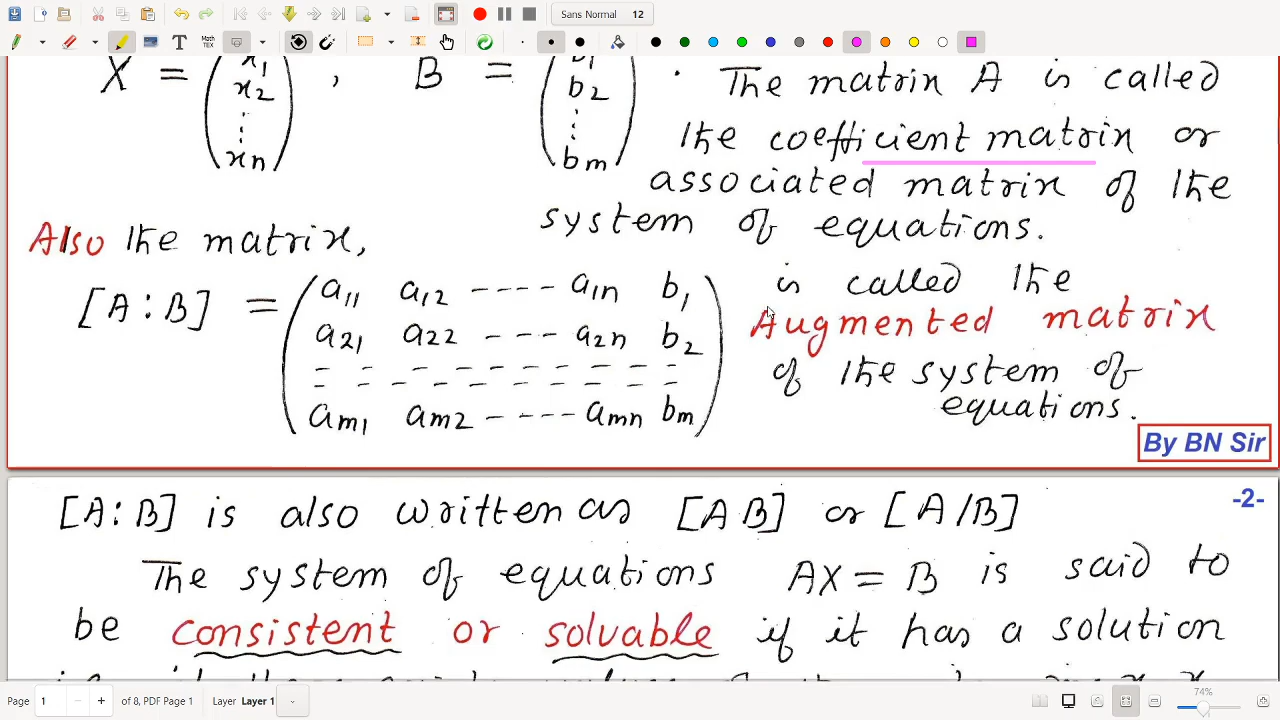 Sans Normal 12
X = (x1 x2 ⋮ xn), B = (b1 b2 ⋮ bm). The matrix A is called
the coefficient matrix or
associated matrix of the
system of equations.
Also the matrix,
[A : B] = ( a11 a12 ---- a1n b1
a21 a22 --- a2n b2
am1 am2 ---- amn bm )
is called the
Augmented matrix
of the system of
equations.
By BN Sir
-2-
[A : B] is also written as [A B] or [A/B]
The system of equations AX = B is said to
be consistent or solvable if it has a solution
Page 1 of 8, PDF Page 1 Layer Layer 1 74%